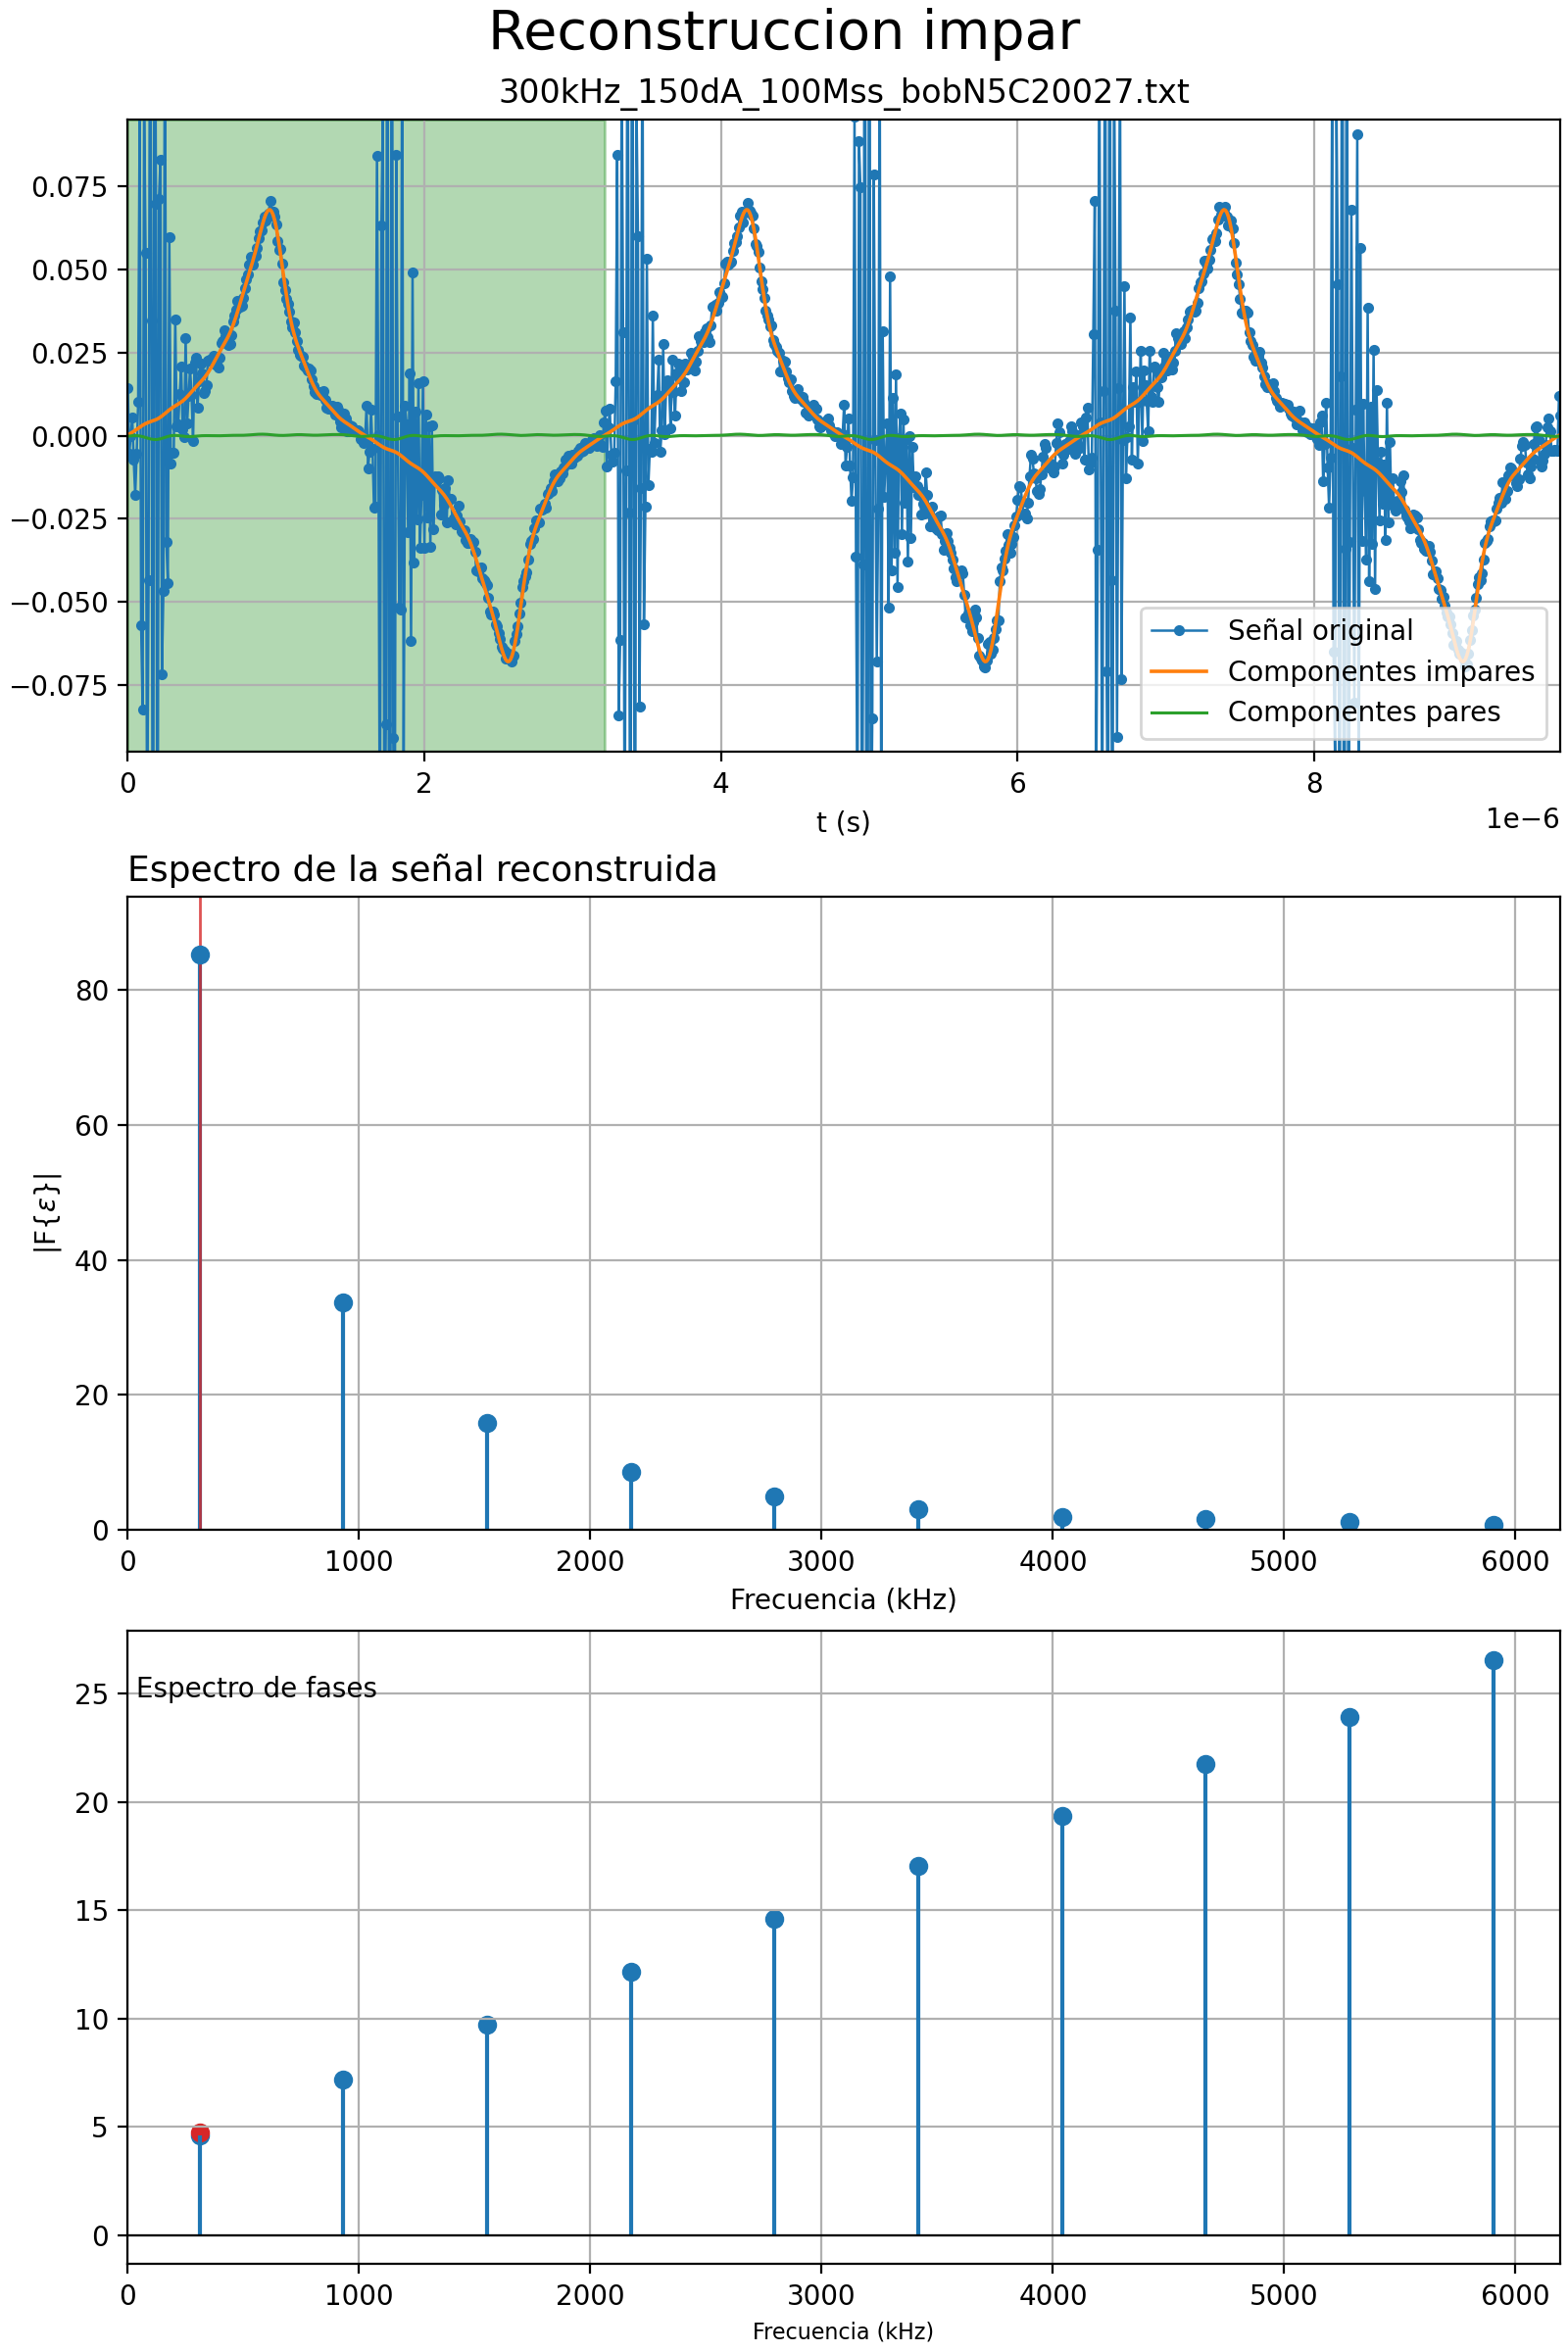 Reconstruccion impar
300kHz_150dA_100Mss_bobN5C20027.txt
0.075
0.050
0.025
0.000
−0.025
−0.050
−0.075
Señal original
Componentes impares
Componentes pares
0 2 4 6 8
1e−6
t (s)
Espectro de la señal reconstruida
80
60
40
20
0
|F{ε}|
0 1000 2000 3000 4000 5000 6000
Frecuencia (kHz)
Espectro de fases
25
20
15
10
5
0
0 1000 2000 3000 4000 5000 6000
Frecuencia (kHz)